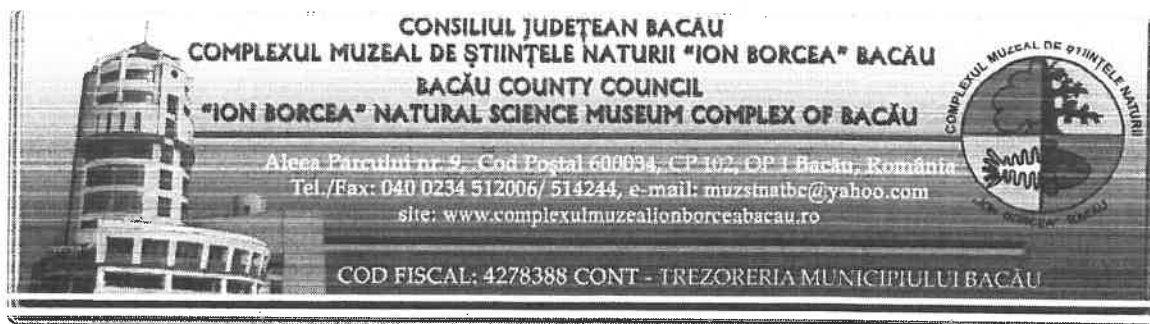 CONSILIUL JUDEȚEAN BACĂU
COMPLEXUL MUZEAL DE ȘTIINȚELE NATURII "ION BORCEA" BACĂU
BACĂU COUNTY COUNCIL
"ION BORCEA" NATURAL SCIENCE MUSEUM COMPLEX OF BACĂU
Aleea Parcului nr. 9, Cod Poștal 600034, CP 102, OP 1 Bacău, România
Tel./Fax: 040 0234 512006/ 514244, e-mail: muzstnatbc@yahoo.com
site: www.complexulmuzealionborceabacau.ro
COD FISCAL: 4278388 CONT - TREZORERIA MUNICIPIULUI BACĂU
COMPLEXUL MUZEAL DE ȘTIINȚELE NATURII
"ION BORCEA" BACĂU